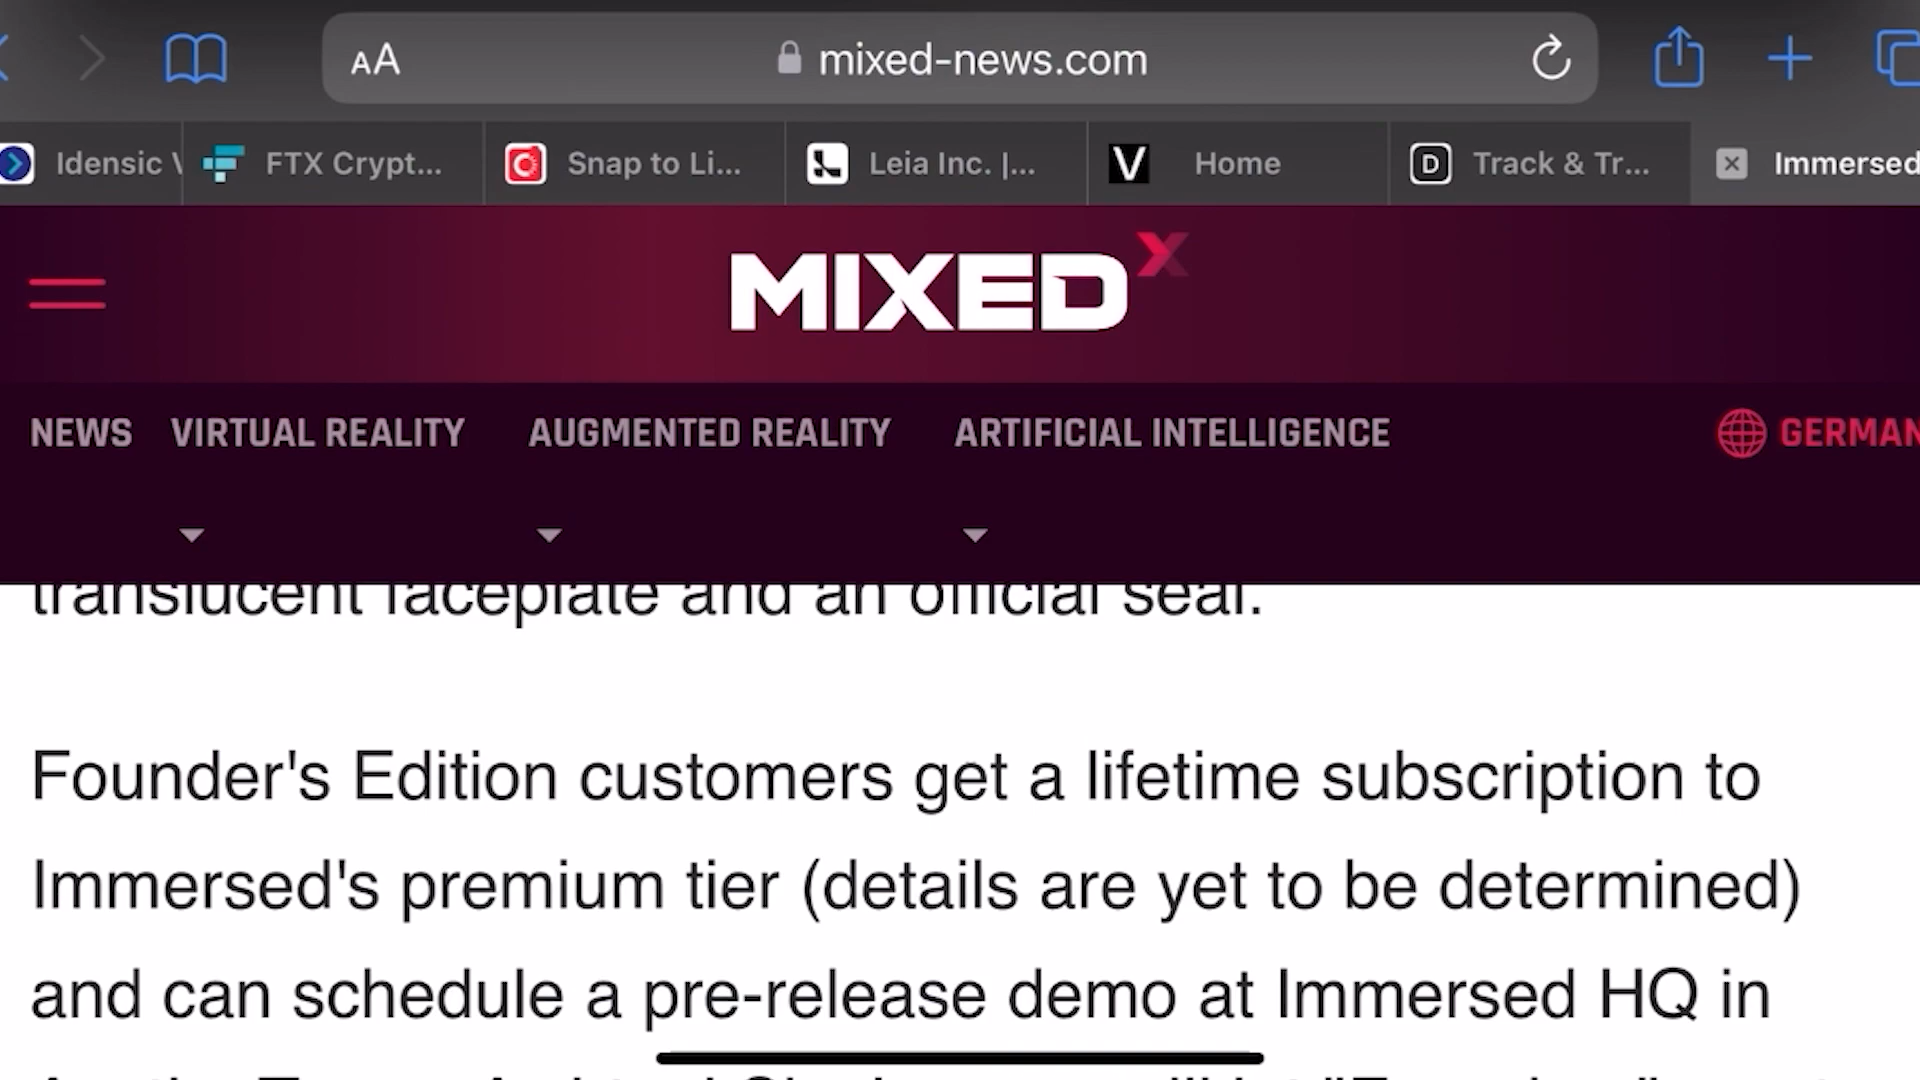 AA mixed-news.com
Idensic FTX Crypt... Snap to Li... Leia Inc. |... V Home D Track & Tr... Immersed
MIXED X
NEWS VIRTUAL REALITY AUGMENTED REALITY ARTIFICIAL INTELLIGENCE GERMAN
translucent faceplate and an official seal.
Founder's Edition customers get a lifetime subscription to
Immersed's premium tier (details are yet to be determined)
and can schedule a pre-release demo at Immersed HQ in